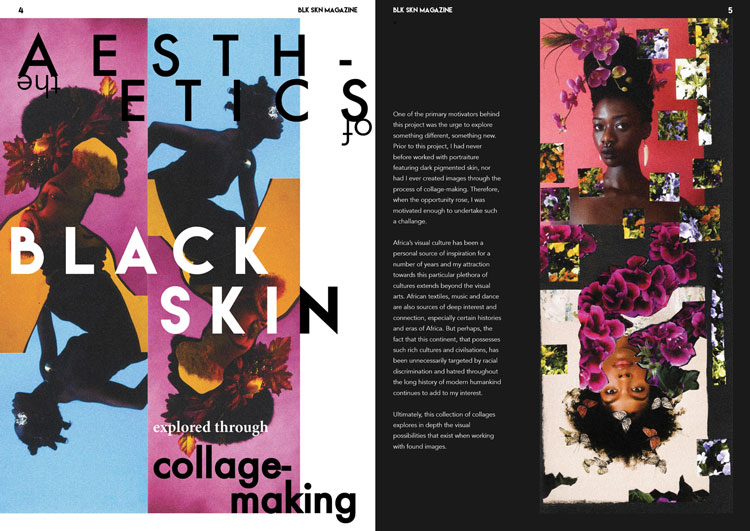 4
BLK SKN MAGAZINE
the
AESTH-
ETICS
of
BLACK
SKIN
explored through
collage-
making
BLK SKN MAGAZINE
5
One of the primary motivators behind
this project was the urge to explore
something different, something new.
Prior to this project, I had never
before worked with portraiture
featuring dark pigmented skin, nor
had I ever created images through the
process of collage-making. Therefore,
when the opportunity rose, I was
motivated enough to undertake such
a challange.
Africa's visual culture has been a
personal source of inspiration for a
number of years and my attraction
towards this particular plethora of
cultures extends beyond the visual
arts. African textiles, music and dance
are also sources of deep interest and
connection, especially certain histories
and eras of Africa. But perhaps, the
fact that this continent, that possesses
such rich cultures and civilsations, has
been unnecessarily targeted by racial
discrimination and hatred throughout
the long history of modern humankind
continues to add to my interest.
Ultimately, this collection of collages
explores in depth the visual
possibilities that exist when working
with found images.